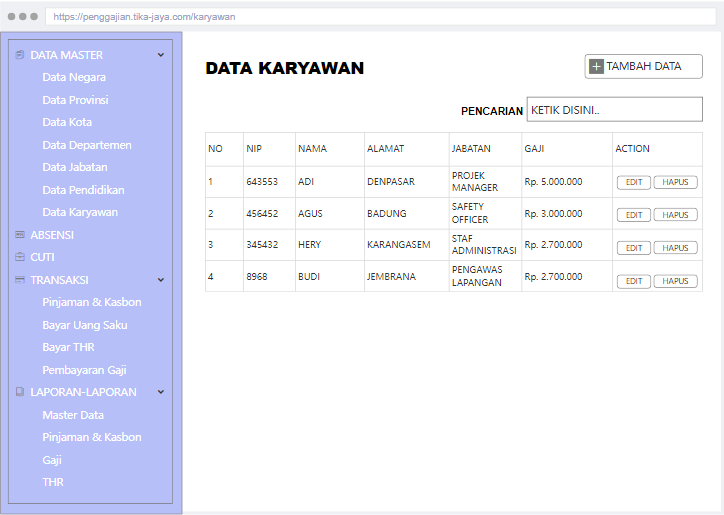 https://penggajian.tika-jaya.com/karyawan
DATA MASTER
Data Negara
Data Provinsi
Data Kota
Data Departemen
Data Jabatan
Data Pendidikan
Data Karyawan
ABSENSI
CUTI
TRANSAKSI
Pinjaman & Kasbon
Bayar Uang Saku
Bayar THR
Pembayaran Gaji
LAPORAN-LAPORAN
Master Data
Pinjaman & Kasbon
Gaji
THR
DATA KARYAWAN
TAMBAH DATA
PENCARIAN KETIK DISINI..
NO NIP NAMA ALAMAT JABATAN GAJI ACTION
1 643553 ADI DENPASAR PROJEK MANAGER Rp. 5.000.000 EDIT HAPUS
2 456452 AGUS BADUNG SAFETY OFFICER Rp. 3.000.000 EDIT HAPUS
3 345432 HERY KARANGASEM STAF ADMINISTRASI Rp. 2.700.000 EDIT HAPUS
4 8968 BUDI JEMBRANA PENGAWAS LAPANGAN Rp. 2.700.000 EDIT HAPUS